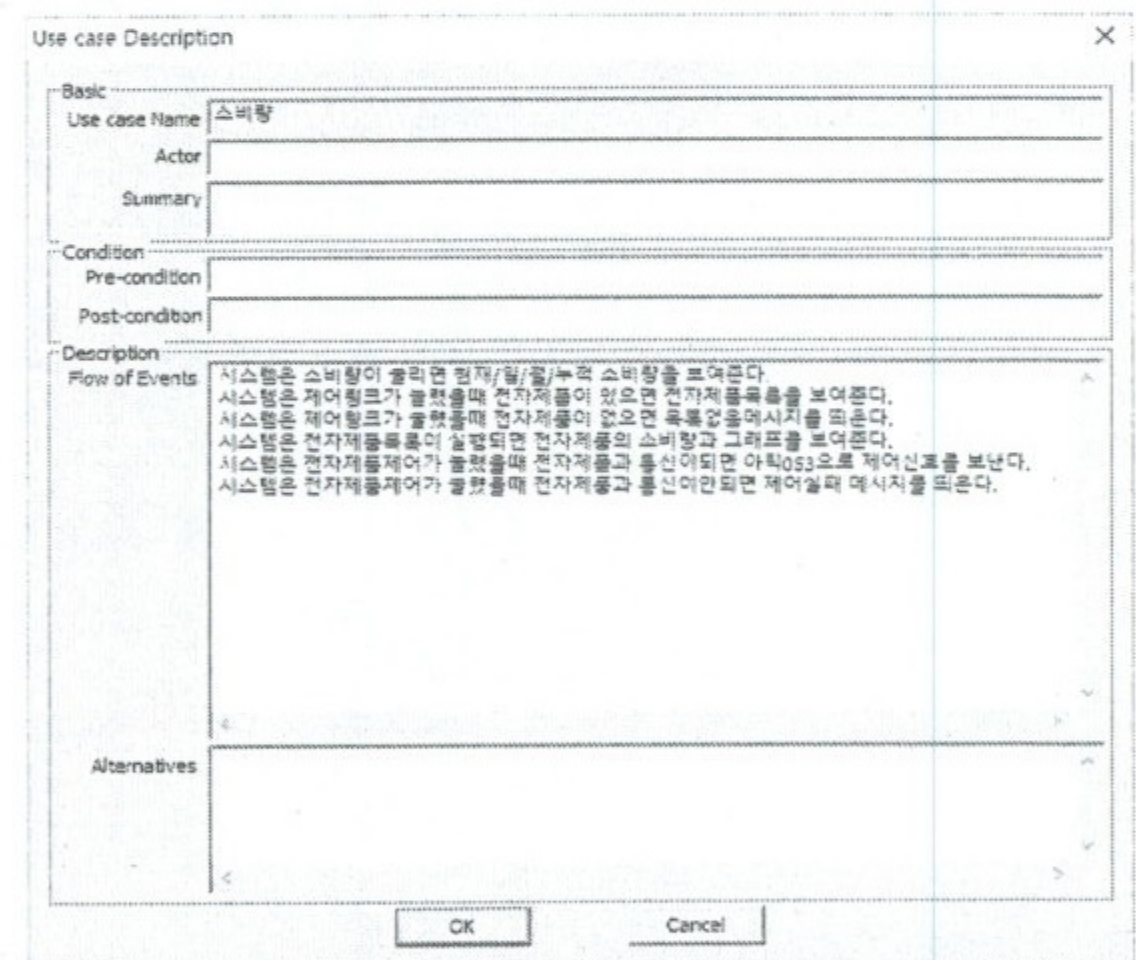 Use case Description
Basic
Use case Name 소비량
Actor
Summary
Condition
Pre-condition
Post-condition
Description
Flow of Events
시스템은 소비량이 눌리면 현재/일/월/누적 소비량을 보여준다.
시스템은 제어링크가 눌렸을때 전자제품이 있으면 전자제품목록을 보여준다.
시스템은 제어링크가 눌렸을때 전자제품이 없으면 목록없음메시지를 띄운다.
시스템은 전자제품목록이 실행되면 전자제품의 소비량과 그래프를 보여준다.
시스템은 전자제품제어가 눌렸을때 전자제품과 통신이되면 제어신호를 보낸다.
시스템은 전자제품제어가 눌렸을때 전자제품과 통신이안되면 제어실패 메시지를 띄운다.
Alternatives
OK
Cancel